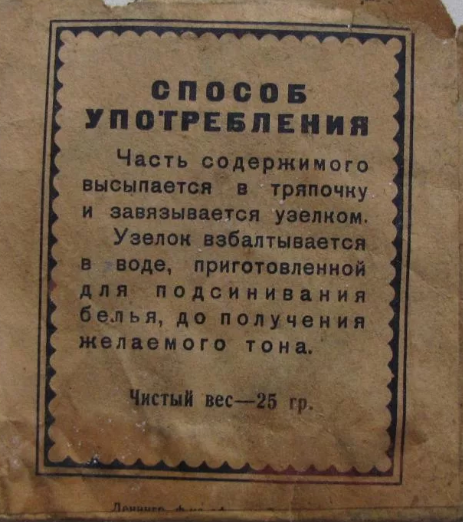 СПОСОБ
УПОТРЕБЛЕНИЯ
Часть содержимого
высыпается в тряпочку
и завязывается узелком.
Узелок взбалтывается
в воде, приготовленной
для подсинивания
белья, до получения
желаемого тона.
Чистый вес—25 гр.